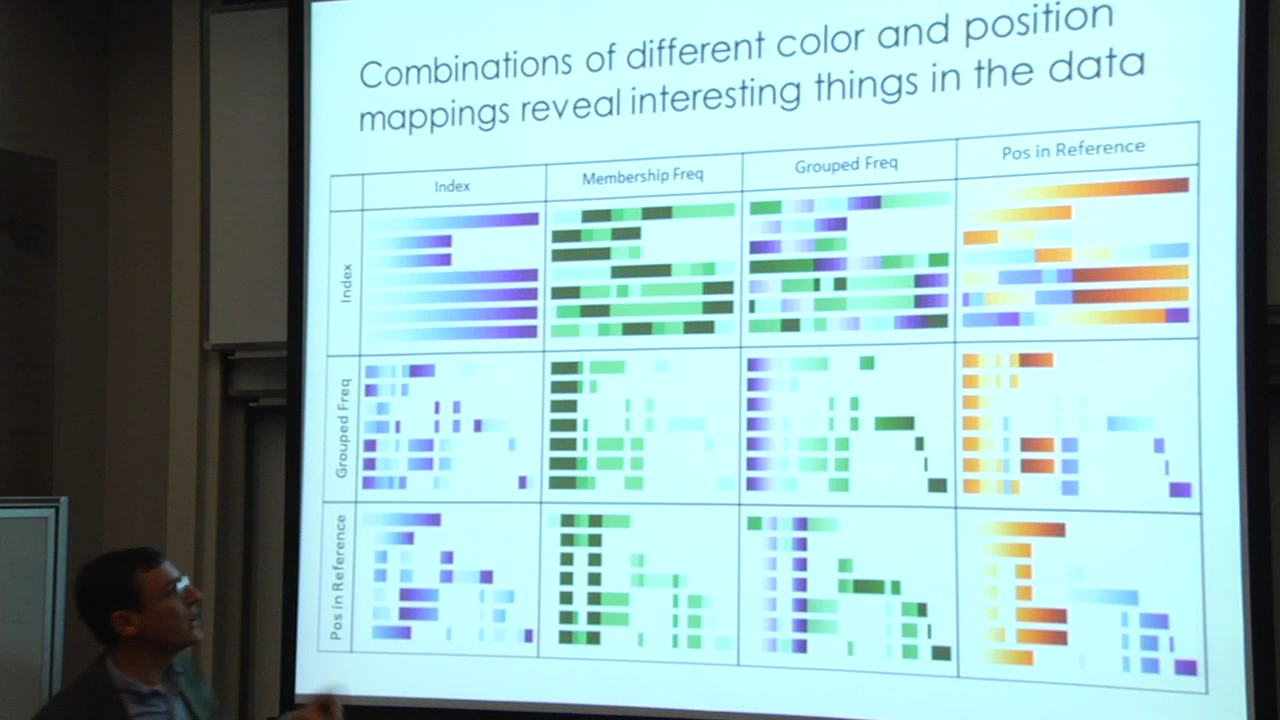 Combinations of different color and position
mappings reveal interesting things in the data
Index
Membership Freq
Grouped Freq
Pos in Reference
Index
Grouped Freq
Pos in Reference